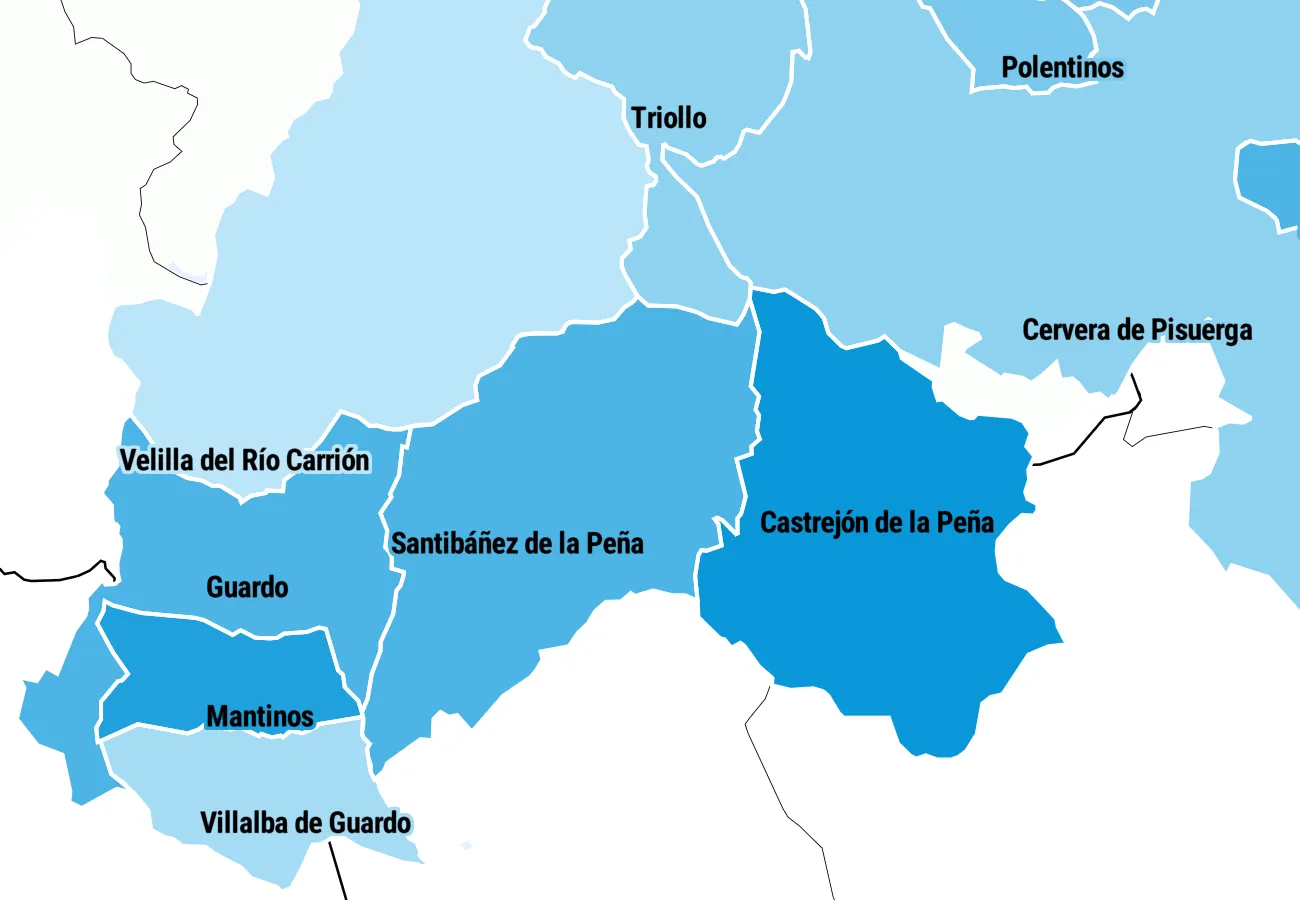 Polentinos
Triollo
Cervera de Pisuerga
Velilla del Río Carrión
Castrejón de la Peña
Santibáñez de la Peña
Guardo
Mantinos
Villalba de Guardo